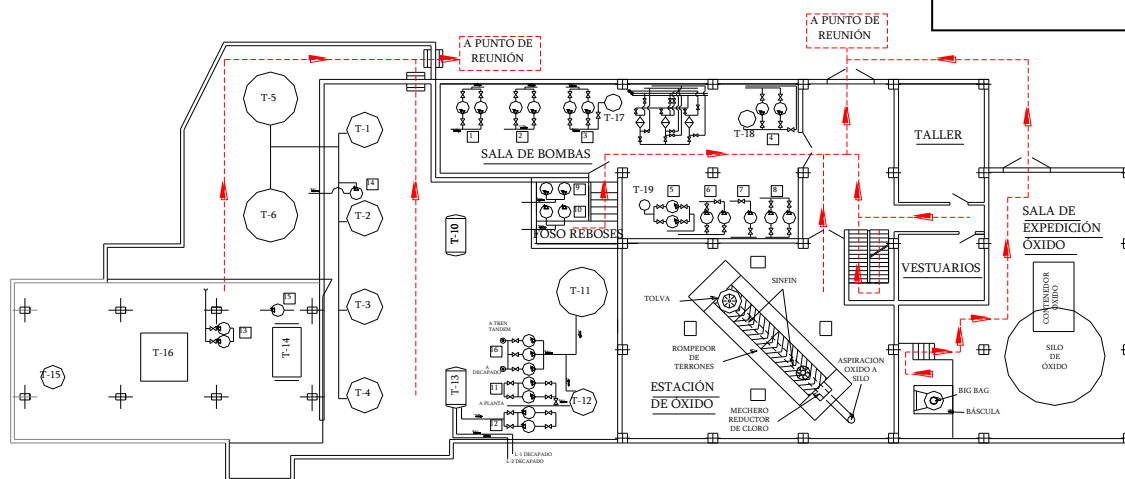 A PUNTO DE
REUNIÓN
A PUNTO DE
REUNIÓN
T-5
T-1
T-17
T-18
1
2
3
4
SALA DE BOMBAS
TALLER
14
T-6
T-2
9
10
T-19
5
6
7
8
FOSO REBOSES
T-10
SALA DE
EXPEDICIÓN
ÓXIDO
VESTUARIOS
SINFIN
TOLVA
T-11
CONTENEDOR
ÓXIDO
15
T-3
13
T-14
T-16
T-15
T-4
A TREN
TANDEM
16
A
DECAPADO
11
A PLANTA
12
T-13
T-12
ROMPEDOR
DE
TERRONES
ASPIRACION
OXIDO A
SILO
SILO
DE
ÓXIDO
ESTACIÓN
DE ÓXIDO
MECHERO
REDUCTOR
DE CLORO
BIG BAG
BÁSCULA
L-1 DECAPADO
L-2 DECAPADO